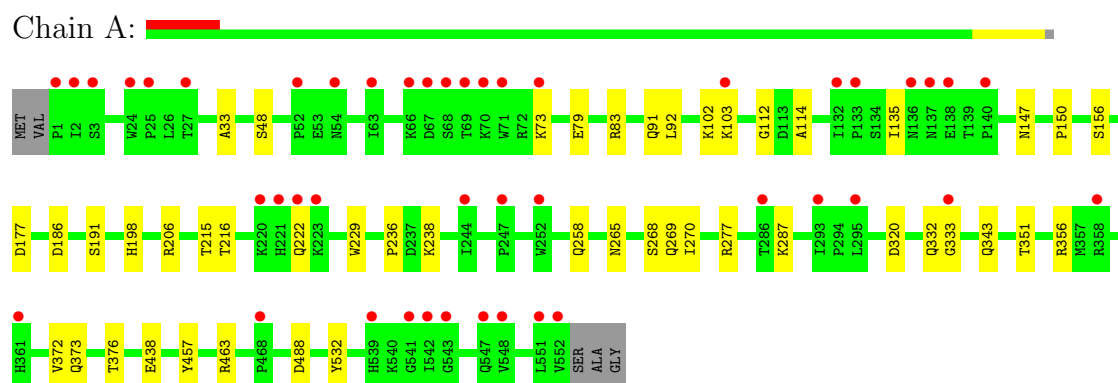 Chain A:
MET VAL P1 I2 S3 W24 P25 L26 T27 A33 S48 P52 E53 N54 I63 K66 D67 S68 T69 K70 W71 R72 K73 E79 R83 Q91 L92 K102 K103 G112 D113 A114 I132 P133 S134 I135 N136 N137 E138 T139 P140 N147 P150 S156
D177 D186 S191 H198 R206 T215 T216 K220 H221 Q222 K223 W229 P236 D237 K238 I244 P247 W252 Q258 N265 S268 Q269 I270 R277 T286 K287 I293 P294 L295 D320 Q332 G333 Q343 T351 R356 M357 R358
H361 V372 Q373 T376 E438 Y457 R463 P468 D488 Y532 H539 K540 G541 I542 G543 Q547 V548 L551 V552 SER ALA GLY